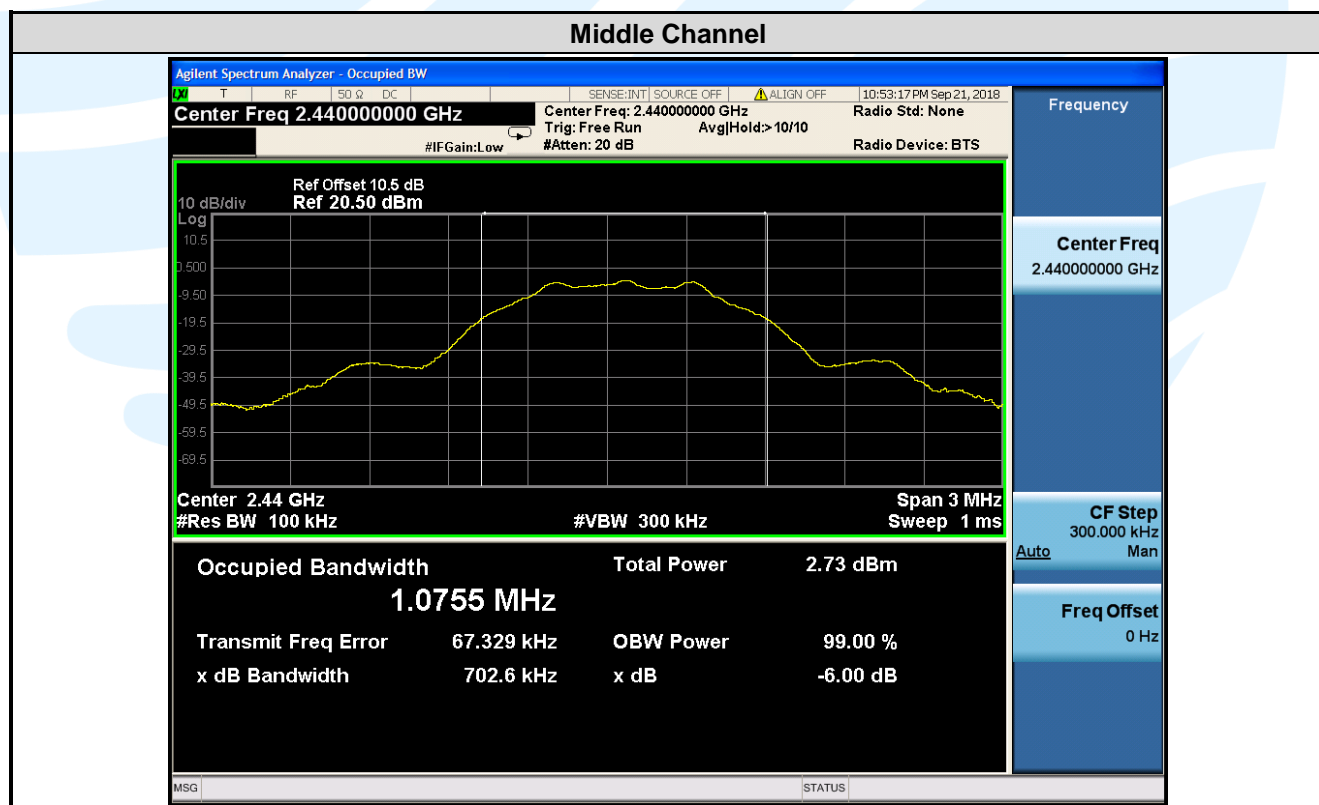 Middle Channel
Agilent Spectrum Analyzer - Occupied BW
LXI T RF 50 Ω DC SENSE:INT SOURCE OFF ALIGN OFF 10:53:17 PM Sep 21, 2018
Center Freq 2.440000000 GHz
Center Freq: 2.440000000 GHz
Radio Std: None
Trig: Free Run Avg|Hold:>10/10
#IFGain:Low
#Atten: 20 dB
Radio Device: BTS
Frequency
Ref Offset 10.5 dB
10 dB/div Ref 20.50 dBm
Log
10.5
0.500
-9.50
-19.5
-29.5
-39.5
-49.5
-59.5
-69.5
Center 2.44 GHz Span 3 MHz
#Res BW 100 kHz #VBW 300 kHz Sweep 1 ms
Center Freq
2.440000000 GHz
CF Step
300.000 kHz
Auto Man
Freq Offset
0 Hz
Occupied Bandwidth Total Power 2.73 dBm
1.0755 MHz
Transmit Freq Error 67.329 kHz OBW Power 99.00 %
x dB Bandwidth 702.6 kHz x dB -6.00 dB
MSG STATUS